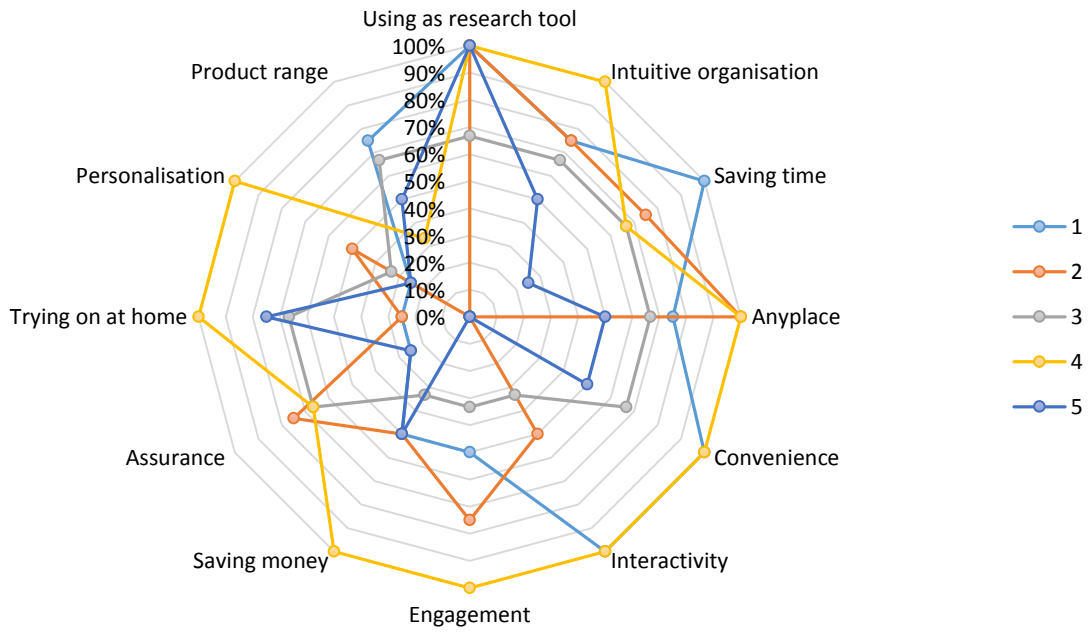 Using as research tool
100%
90%
80%
70%
60%
50%
40%
30%
20%
10%
0%
Intuitive organisation
Saving time
Anyplace
Convenience
Interactivity
Engagement
Saving money
Assurance
Trying on at home
Personalisation
Product range
1
2
3
4
5